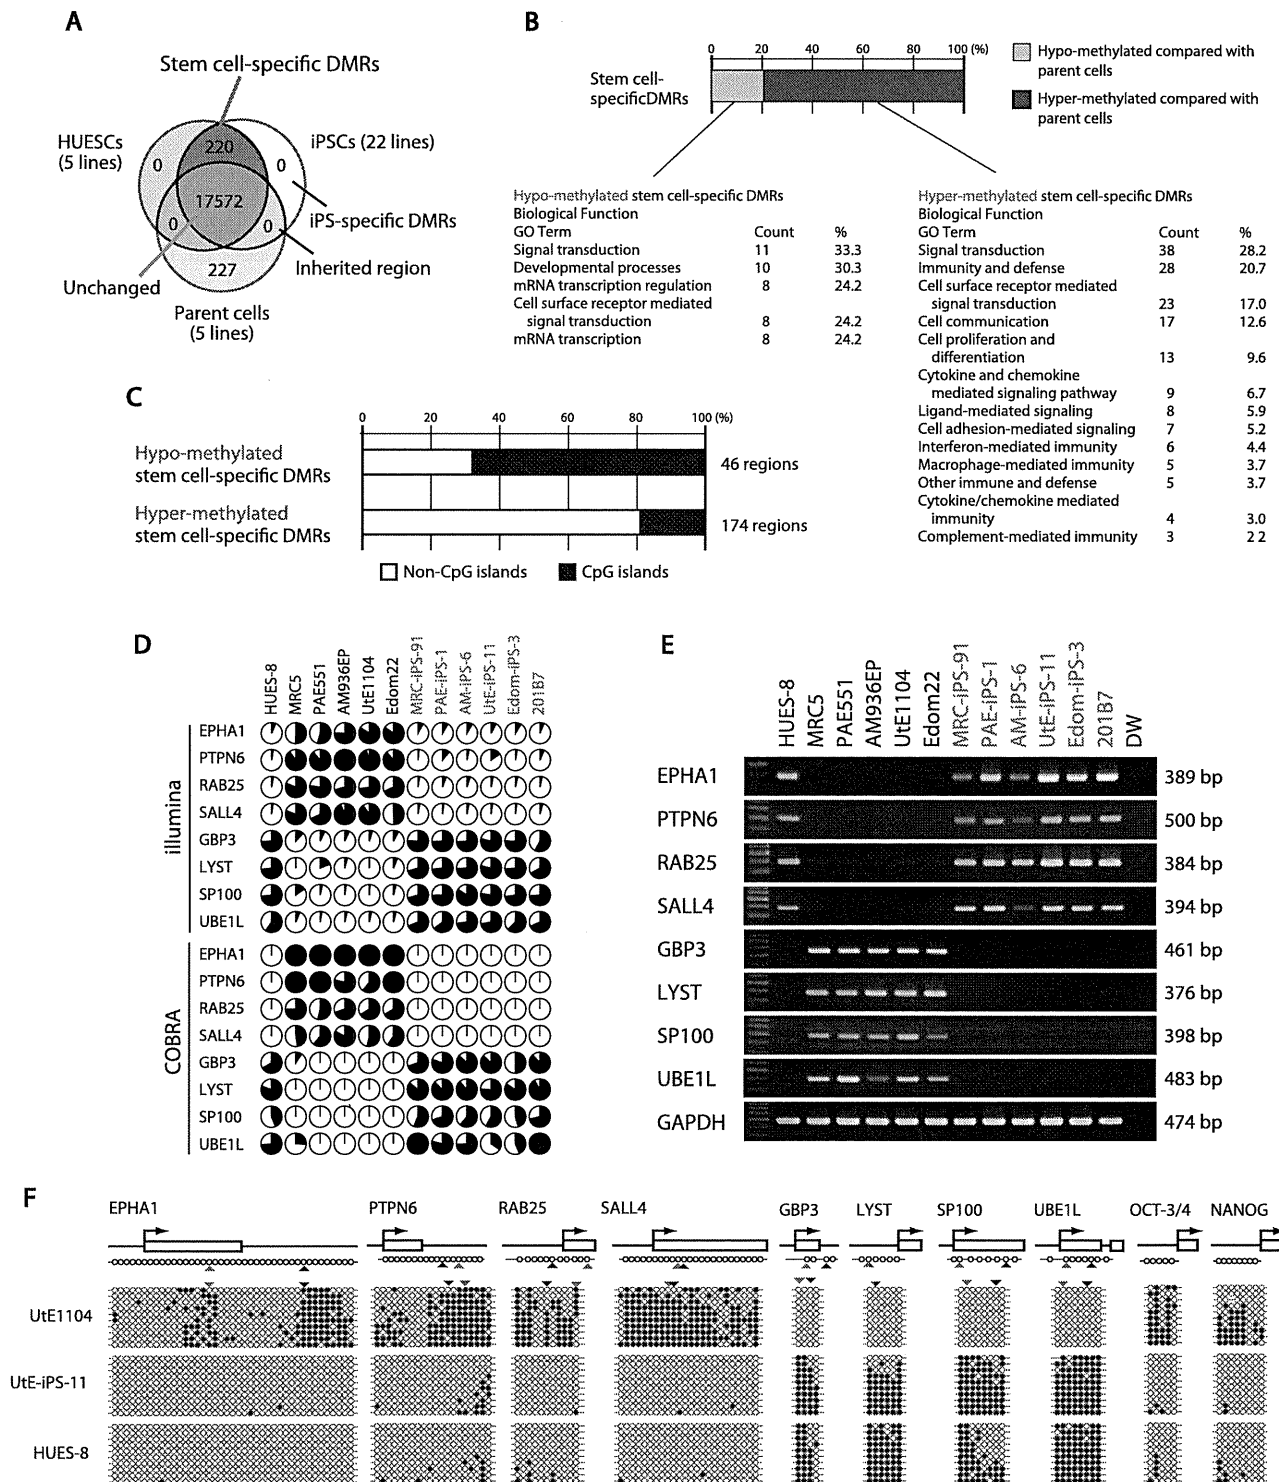 A
Stem cell-specific DMRs
HUESCs
(5 lines)
iPSCs (22 lines)
220
0
0
17572
0
0
iPS-specific DMRs
227
Inherited region
Unchanged
Parent cells
(5 lines)
B
0 20 40 60 80 100 (%)
Stem cell-
specificDMRs
Hypo-methylated compared with
parent cells
Hyper-methylated compared with
parent cells
Hypo-methylated stem cell-specific DMRs
Biological Function
GO Term Count %
Signal transduction 11 33.3
Developmental processes 10 30.3
mRNA transcription regulation 8 24.2
Cell surface receptor mediated
signal transduction 8 24.2
mRNA transcription 8 24.2
Hyper-methylated stem cell-specific DMRs
Biological Function
GO Term Count %
Signal transduction 38 28.2
Immunity and defense 28 20.7
Cell surface receptor mediated
signal transduction 23 17.0
Cell communication 17 12.6
Cell proliferation and
differentiation 13 9.6
Cytokine and chemokine
mediated signaling pathway 9 6.7
Ligand-mediated signaling 8 5.9
Cell adhesion-mediated signaling 7 5.2
Interferon-mediated immunity 6 4.4
Macrophage-mediated immunity 5 3.7
Other immune and defense 5 3.7
Cytokine/chemokine mediated
immunity 4 3.0
Complement-mediated immunity 3 2 2
C
0 20 40 60 80 100 (%)
Hypo-methylated
stem cell-specific DMRs
46 regions
Hyper-methylated
stem cell-specific DMRs
174 regions
Non-CpG islands CpG islands
D
HUES-8 MRC5 PAE551 AM936EP UtE1104 Edom22 MRC-iPS-91 PAE-iPS-1 AM-iPS-6 UtE-iPS-11 Edom-iPS-3 201B7
illumina
EPHA1
PTPN6
RAB25
SALL4
GBP3
LYST
SP100
UBE1L
COBRA
EPHA1
PTPN6
RAB25
SALL4
GBP3
LYST
SP100
UBE1L
E
HUES-8 MRC5 PAE551 AM936EP UtE1104 Edom22 MRC-iPS-91 PAE-iPS-1 AM-iPS-6 UtE-iPS-11 Edom-iPS-3 201B7 DW
EPHA1 389 bp
PTPN6 500 bp
RAB25 384 bp
SALL4 394 bp
GBP3 461 bp
LYST 376 bp
SP100 398 bp
UBE1L 483 bp
GAPDH 474 bp
F
EPHA1 PTPN6 RAB25 SALL4 GBP3 LYST SP100 UBE1L OCT-3/4 NANOG
UtE1104
UtE-iPS-11
HUES-8